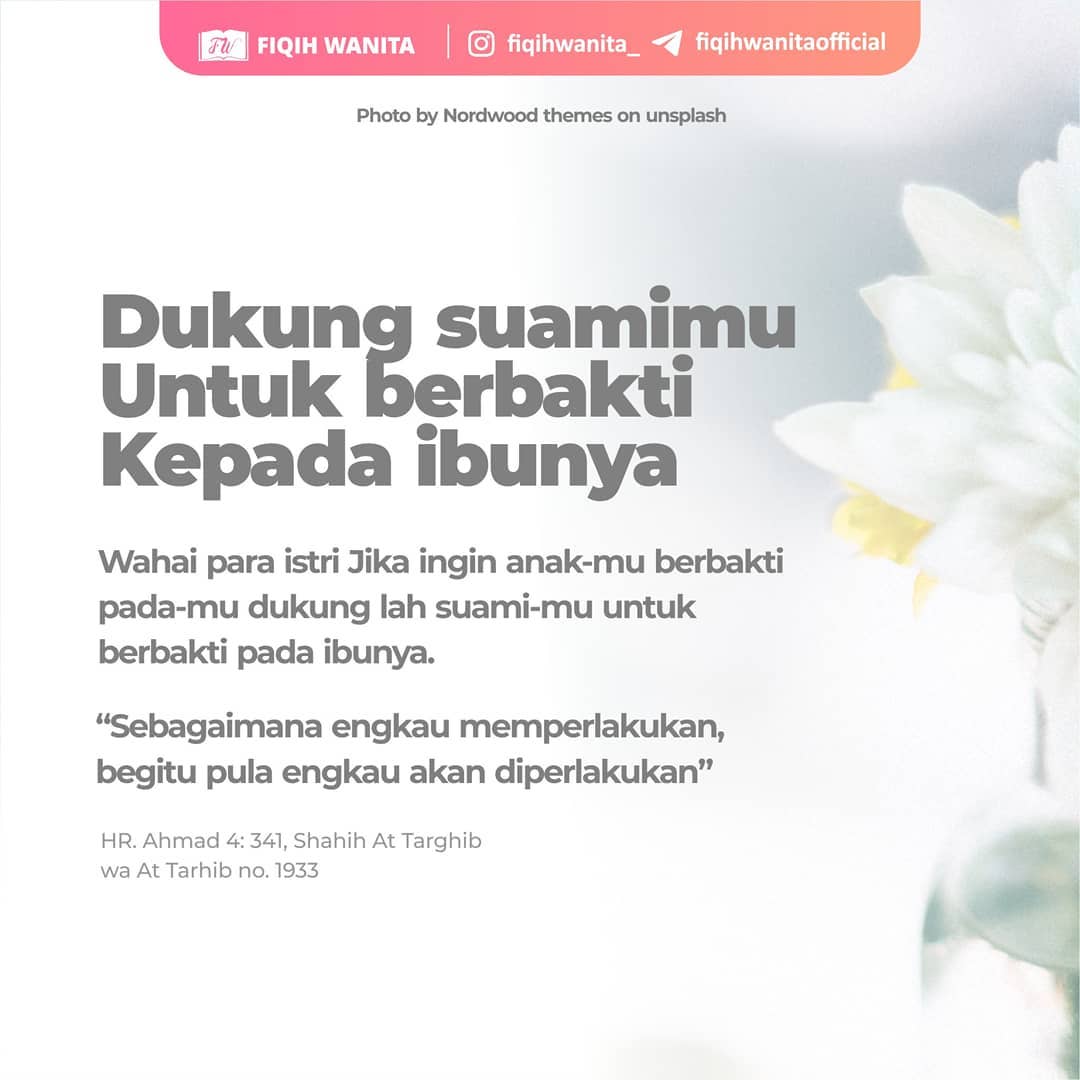 FW FIQIH WANITA fiqihwanita_ fiqihwanitaofficial
Photo by Nordwood themes on unsplash
Dukung suamimu
Untuk berbakti
Kepada ibunya
Wahai para istri Jika ingin anak-mu berbakti
pada-mu dukung lah suami-mu untuk
berbakti pada ibunya.
“Sebagaimana engkau memperlakukan,
begitu pula engkau akan diperlakukan”
HR. Ahmad 4: 341, Shahih At Targhib
wa At Tarhib no. 1933